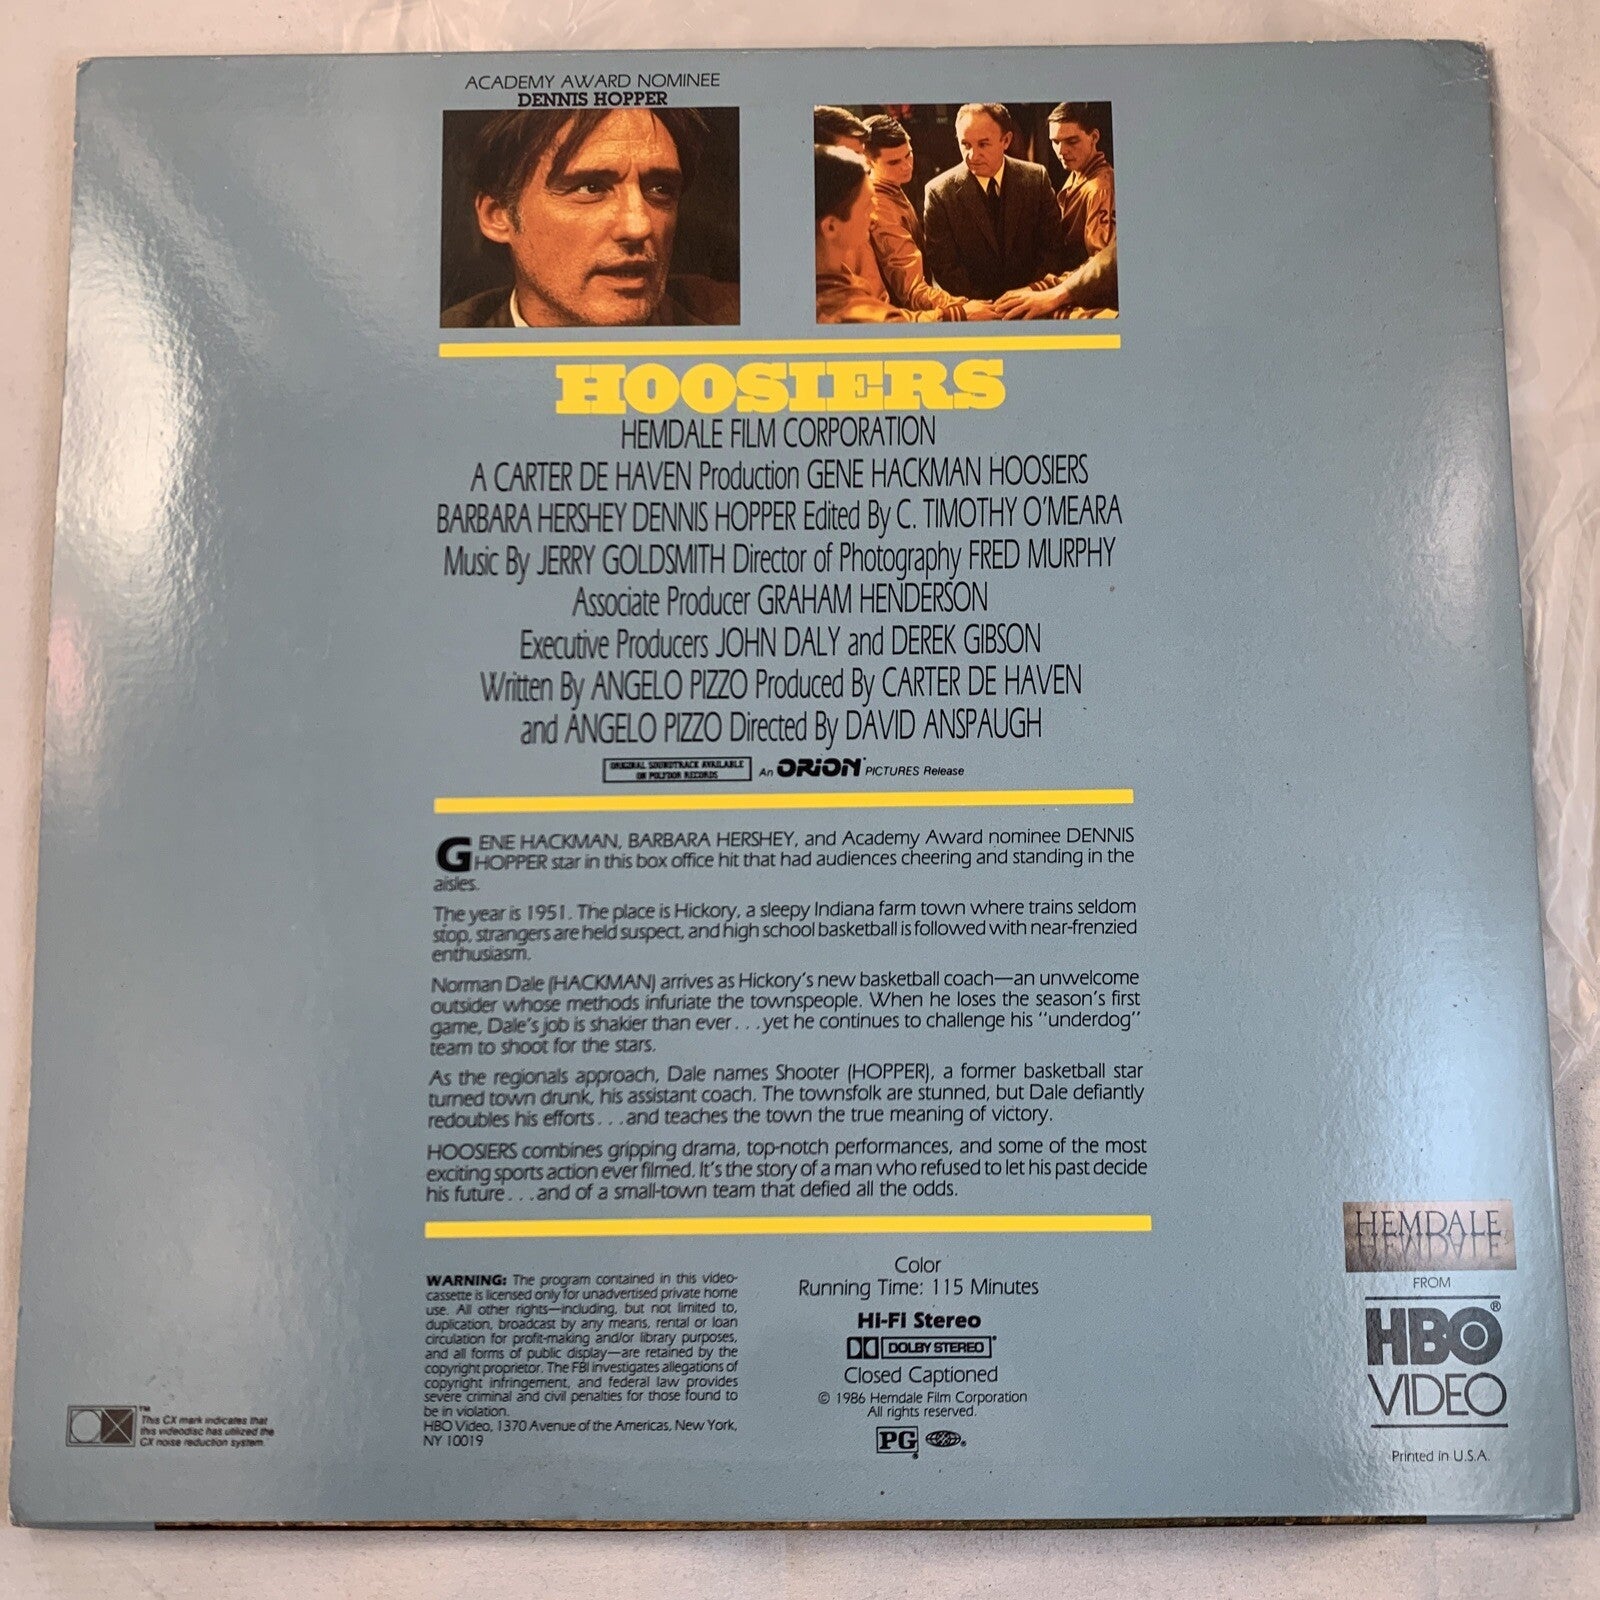 ACADEMY AWARD NOMINEE
DENNIS HOPPER
HOOSIERS
HEMDALE FILM CORPORATION
A CARTER DE HAVEN Production GENE HACKMAN HOOSIERS
BARBARA HERSHEY DENNIS HOPPER Edited By C. TIMOTHY O'MEARA
Music By JERRY GOLDSMITH Director of Photography FRED MURPHY
Associate Producer GRAHAM HENDERSON
Executive Producers JOHN DALY and DEREK GIBSON
Written By ANGELO PIZZO Produced By CARTER DE HAVEN
and ANGELO PIZZO Directed By DAVID ANSPAUGH
ORIGINAL SOUNDTRACK AVAILABLE
ON POLYDOR RECORDS
An ORION PICTURES Release
GENE HACKMAN, BARBARA HERSHEY, and Academy Award nominee DENNIS
HOPPER star in this box office hit that had audiences cheering and standing in the
aisles.
The year is 1951. The place is Hickory, a sleepy Indiana farm town where trains seldom
stop, strangers are held suspect, and high school basketball is followed with near-frenzied
enthusiasm.
Norman Dale (HACKMAN) arrives as Hickory's new basketball coach—an unwelcome
outsider whose methods infuriate the townspeople. When he loses the season's first
game, Dale's job is shakier than ever...yet he continues to challenge his "underdog"
team to shoot for the stars.
As the regionals approach, Dale names Shooter (HOPPER), a former basketball star
turned town drunk, his assistant coach. The townsfolk are stunned, but Dale defiantly
redoubles his efforts...and teaches the town the true meaning of victory.
HOOSIERS combines gripping drama, top-notch performances, and some of the most
exciting sports action ever filmed. It's the story of a man who refused to let his past decide
his future...and of a small-town team that defied all the odds.
WARNING: The program contained in this video-
cassette is licensed only for unadvertised private home
use. All other rights—including, but not limited to,
duplication, broadcast by any means, rental or loan
circulation for profit-making and/or library purposes,
and all forms of public display—are retained by the
copyright proprietor. The FBI investigates allegations of
copyright infringement, and federal law provides
severe criminal and civil penalties for those found to
be in violation.
HBO Video, 1370 Avenue of the Americas, New York,
NY 10019
Color
Running Time: 115 Minutes
Hi-Fi Stereo
DOLBY STEREO®
Closed Captioned
© 1986 Hemdale Film Corporation
All rights reserved.
PG®
HEMDALE
FROM
HBO®
VIDEO
Printed in U.S.A.
™
This CX mark indicates that
this videodisc has utilized the
CX noise reduction system.